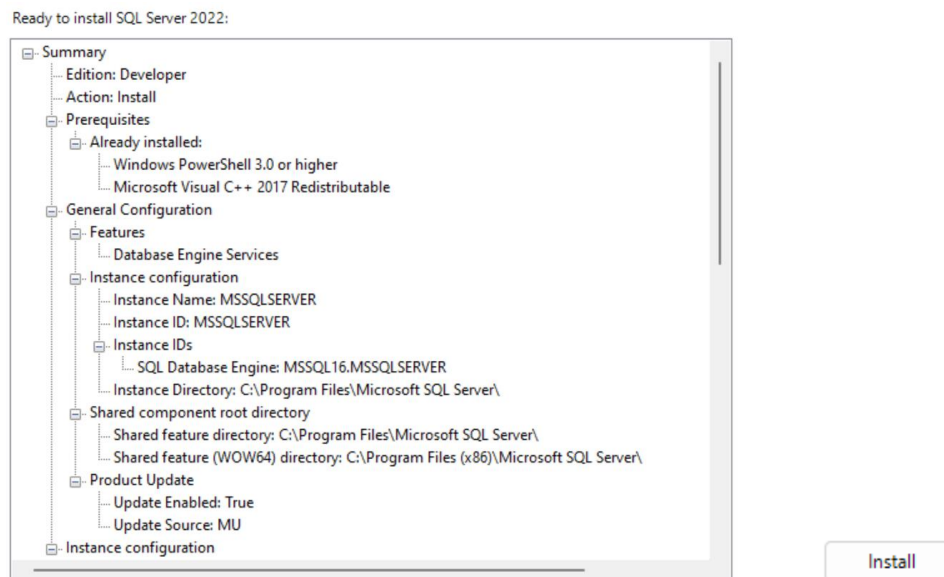 Ready to install SQL Server 2022:
Summary
Edition: Developer
Action: Install
Prerequisites
Already installed:
Windows PowerShell 3.0 or higher
Microsoft Visual C++ 2017 Redistributable
General Configuration
Features
Database Engine Services
Instance configuration
Instance Name: MSSQLSERVER
Instance ID: MSSQLSERVER
Instance IDs
SQL Database Engine: MSSQL16.MSSQLSERVER
Instance Directory: C:\Program Files\Microsoft SQL Server\
Shared component root directory
Shared feature directory: C:\Program Files\Microsoft SQL Server\
Shared feature (WOW64) directory: C:\Program Files (x86)\Microsoft SQL Server\
Product Update
Update Enabled: True
Update Source: MU
Instance configuration
Install